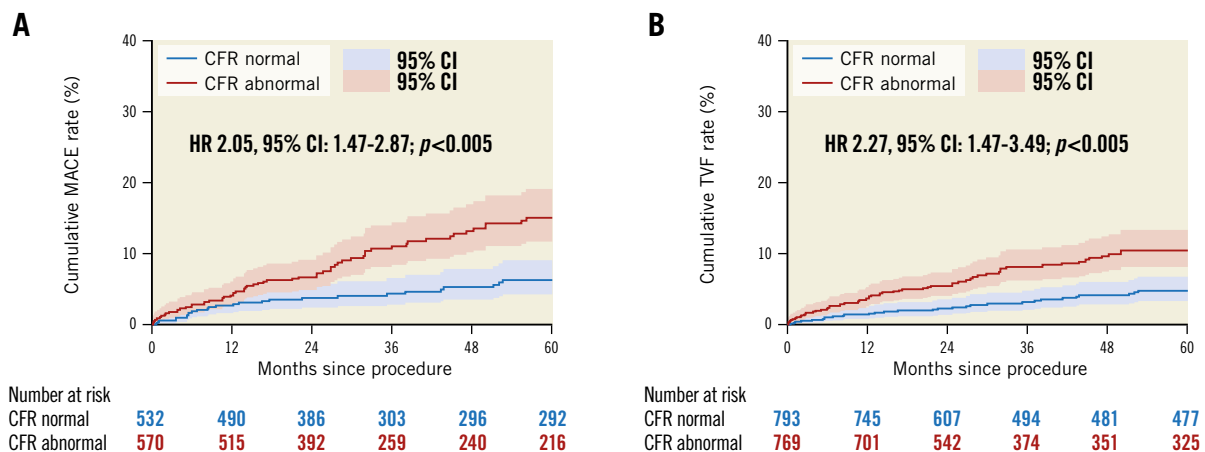 A
Cumulative MACE rate (%)
40
30
20
10
0
CFR normal 95% CI
CFR abnormal 95% CI
HR 2.05, 95% CI: 1.47-2.87; p<0.005
0 12 24 36 48 60
Months since procedure
Number at risk
CFR normal 532 490 386 303 296 292
CFR abnormal 570 515 392 259 240 216
B
Cumulative TVF rate (%)
40
30
20
10
0
CFR normal 95% CI
CFR abnormal 95% CI
HR 2.27, 95% CI: 1.47-3.49; p<0.005
0 12 24 36 48 60
Months since procedure
Number at risk
CFR normal 793 745 607 494 481 477
CFR abnormal 769 701 542 374 351 325